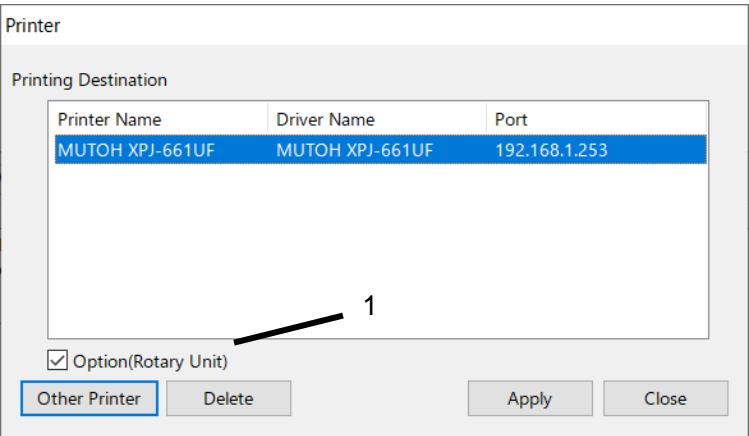 Printer
Printing Destination
Printer Name Driver Name Port
MUTOH XPJ-661UF MUTOH XPJ-661UF 192.168.1.253
1
Option(Rotary Unit)
Other Printer Delete Apply Close